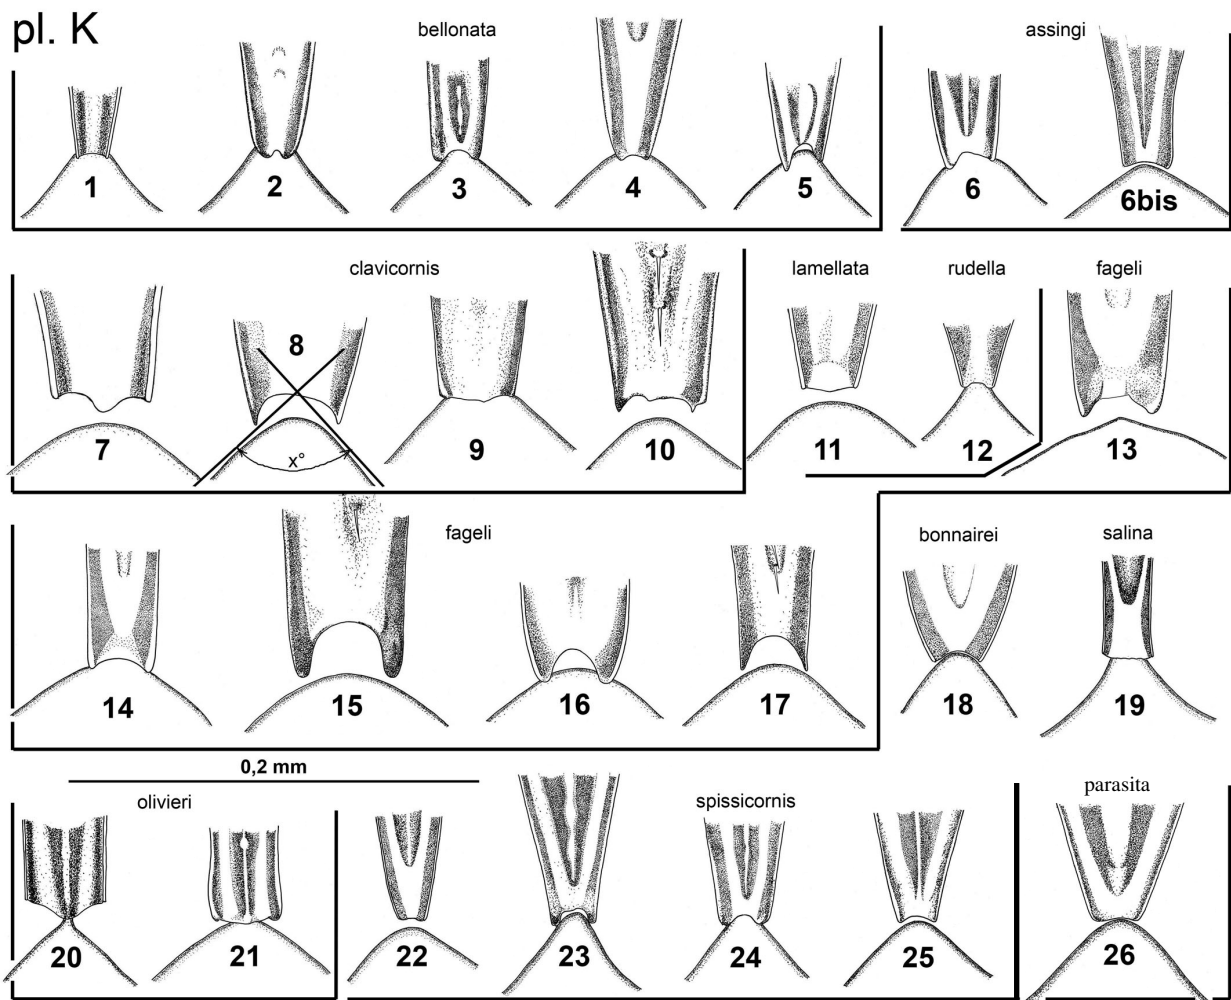 pl. K
bellonata
assingi
1
2
3
4
5
6
6bis
clavicornis
lamellata
rudella
fageli
7
8
x°
9
10
11
12
13
fageli
bonnairei
salina
14
15
16
17
18
19
0,2 mm
olivieri
spissicornis
parasita
20
21
22
23
24
25
26